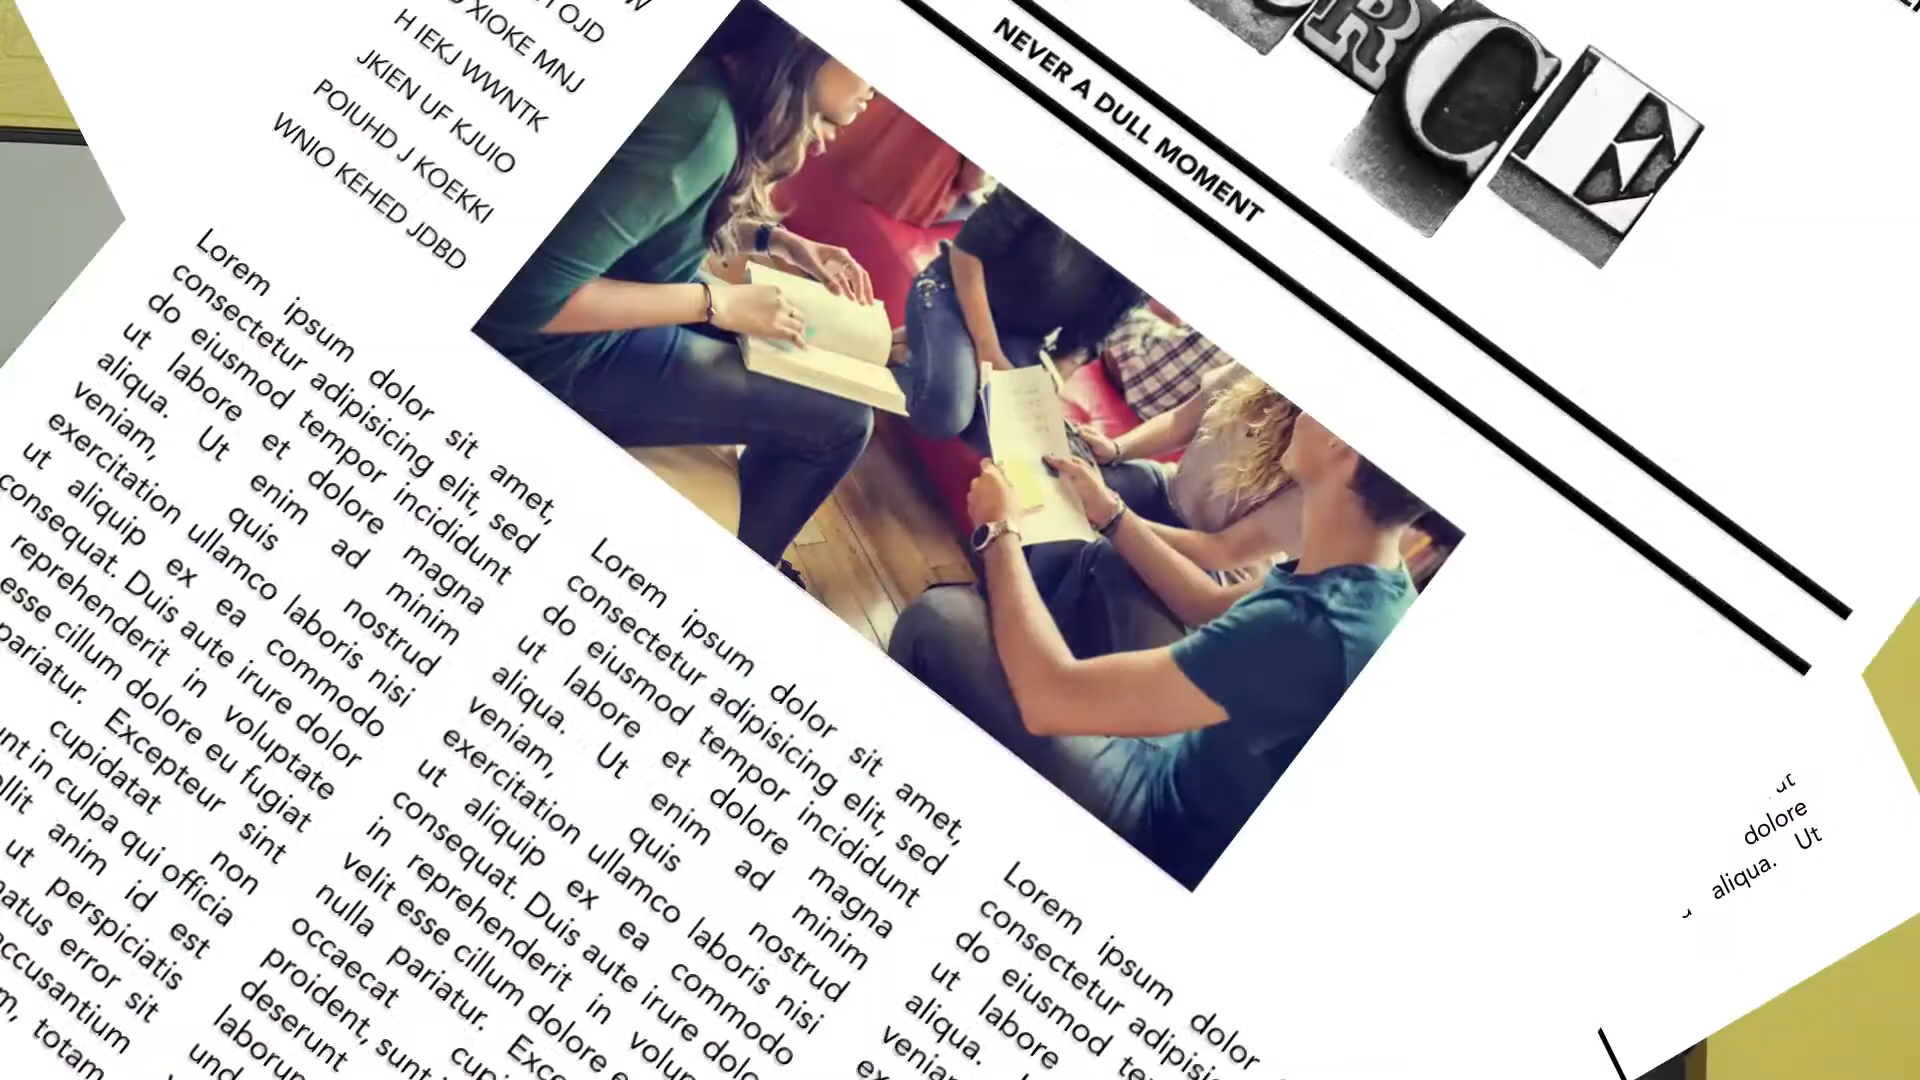 RCE
NEVER A DULL MOMENT
OJD
XIOKE MNJ
H IEKJ WWNTK
JKIEN UF KJUIO
POIUHD J KOEKKI
WNIO KEHED JDBD
Lorem ipsum dolor sit amet,
consectetur adipisicing elit, sed
do eiusmod tempor incididunt
ut labore et dolore magna
aliqua. Ut enim ad minim
veniam, quis nostrud
exercitation ullamco laboris nisi
ut aliquip ex ea commodo
consequat. Duis aute irure dolor
reprehenderit in voluptate
esse cillum dolore eu fugiat
pariatur. Excepteur sint
cupidatat non
in culpa qui officia
anim id est
ut perspiciatis
error sit
accusantium
totam
Lorem ipsum dolor sit amet,
consectetur adipisicing elit, sed
do eiusmod tempor incididunt
ut labore et dolore magna
aliqua. Ut enim ad minim
veniam, quis nostrud
exercitation ullamco laboris nisi
ut aliquip ex ea commodo
consequat. Duis aute irure dolor
in reprehenderit in
velit esse cillum dolore
nulla pariatur.
occaecat
proident, sunt
deserunt
Lorem ipsum dolor
consectetur
do eiusmod
ut labore
aliqua.
ut
dolore
aliqua. Ut